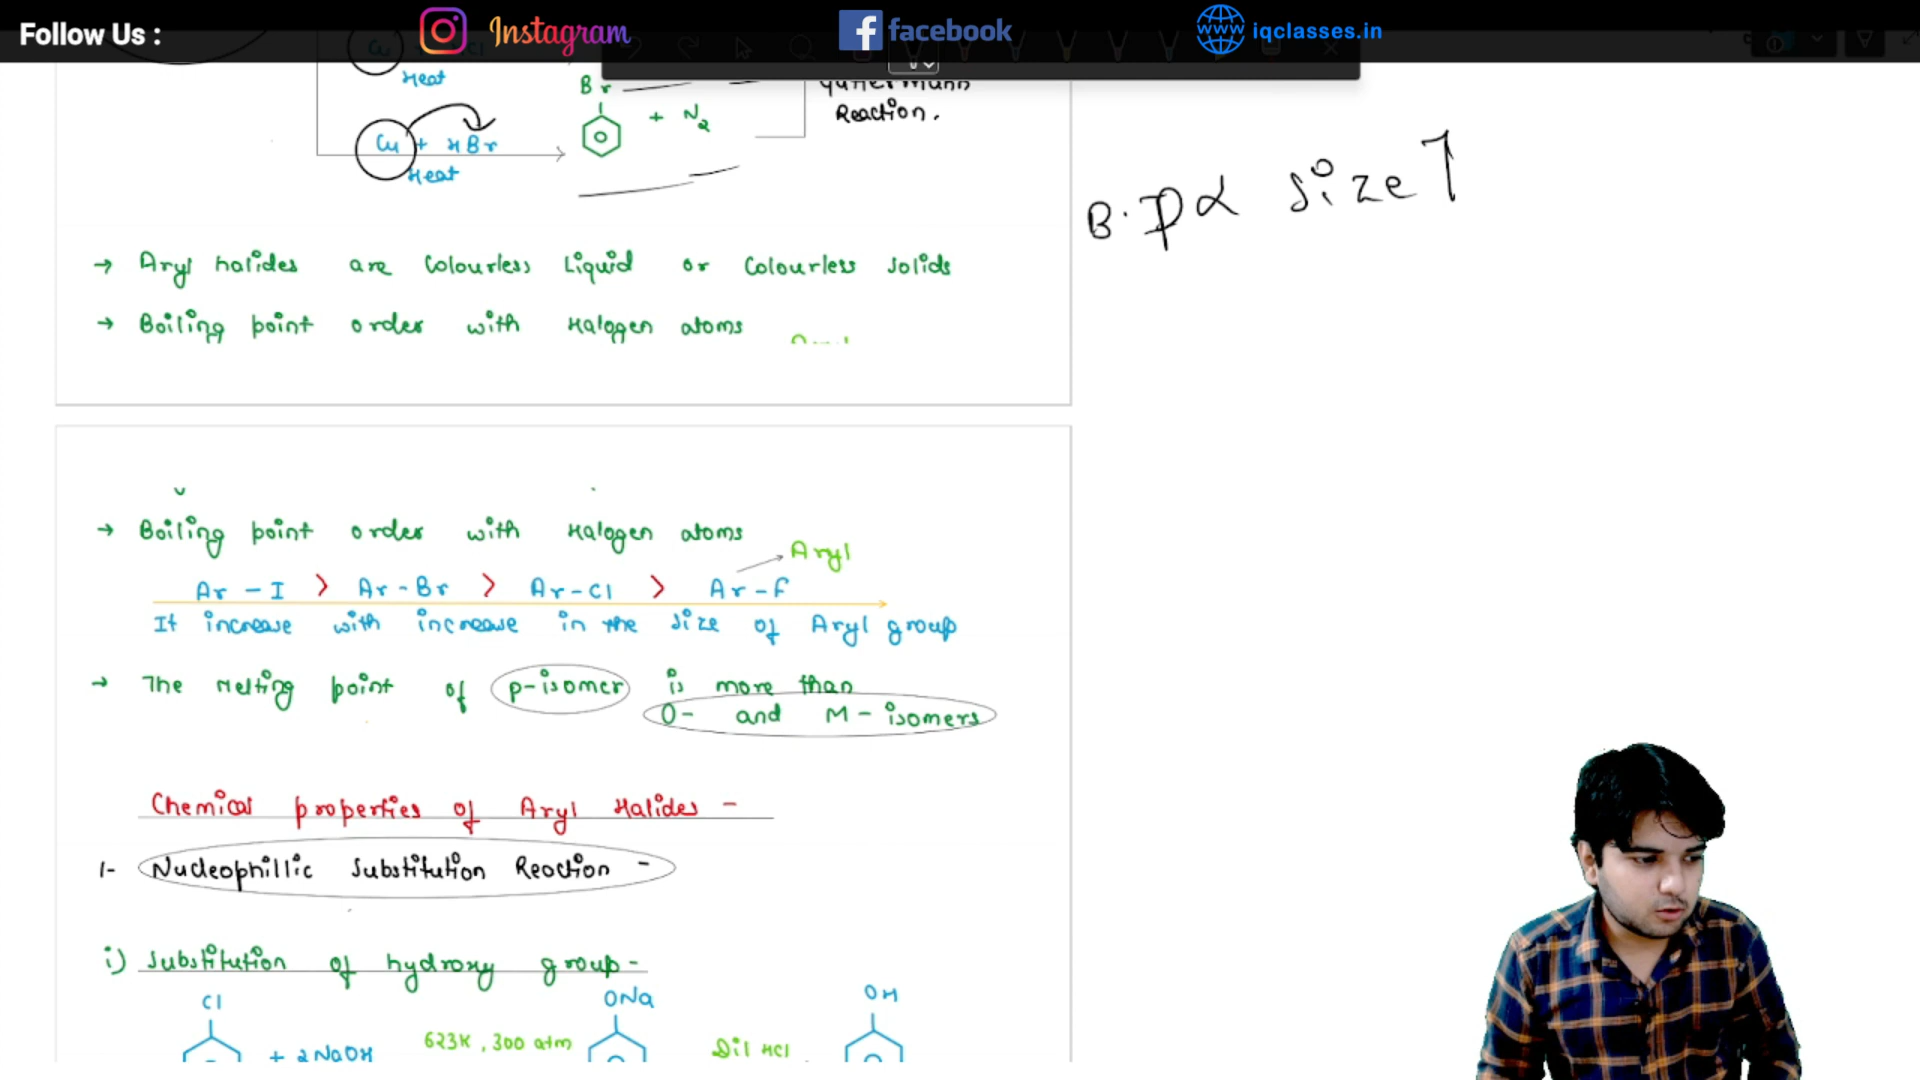 Follow Us :
Instagram
facebook
www iqclasses.in
Heat
Cu + HBr
Heat
Br
+ N2
Reaction.
B.P ∝ size ↑
→ Aryl halides are Colourless Liquid or Colourless solids
→ Boiling point order with Halogen atoms
→ Boiling point order with Halogen atoms
Aryl
Ar - I > Ar - Br > Ar - Cl > Ar - F
It increase with increase in the size of Aryl group
→ The Melting point of p-isomer is more than
O- and M - isomers
Chemical properties of Aryl Halides -
1- Nucleophillic Substitution Reaction -
i) Substitution of hydroxy group-
Cl
ONa
OH
+ 2NaOH
623K, 300 atm
Dil HCl